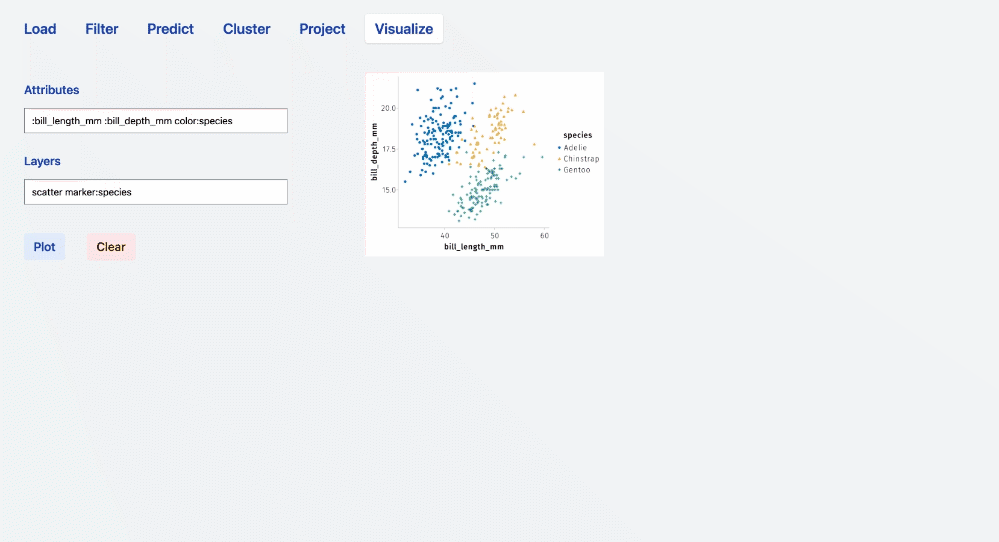 Load Filter Predict Cluster Project Visualize
Attributes
:bill_length_mm :bill_depth_mm color:species
Layers
scatter marker:species
Plot Clear
bill_depth_mm
20.0
17.5
15.0
40 50 60
bill_length_mm
species
Adelie
Chinstrap
Gentoo